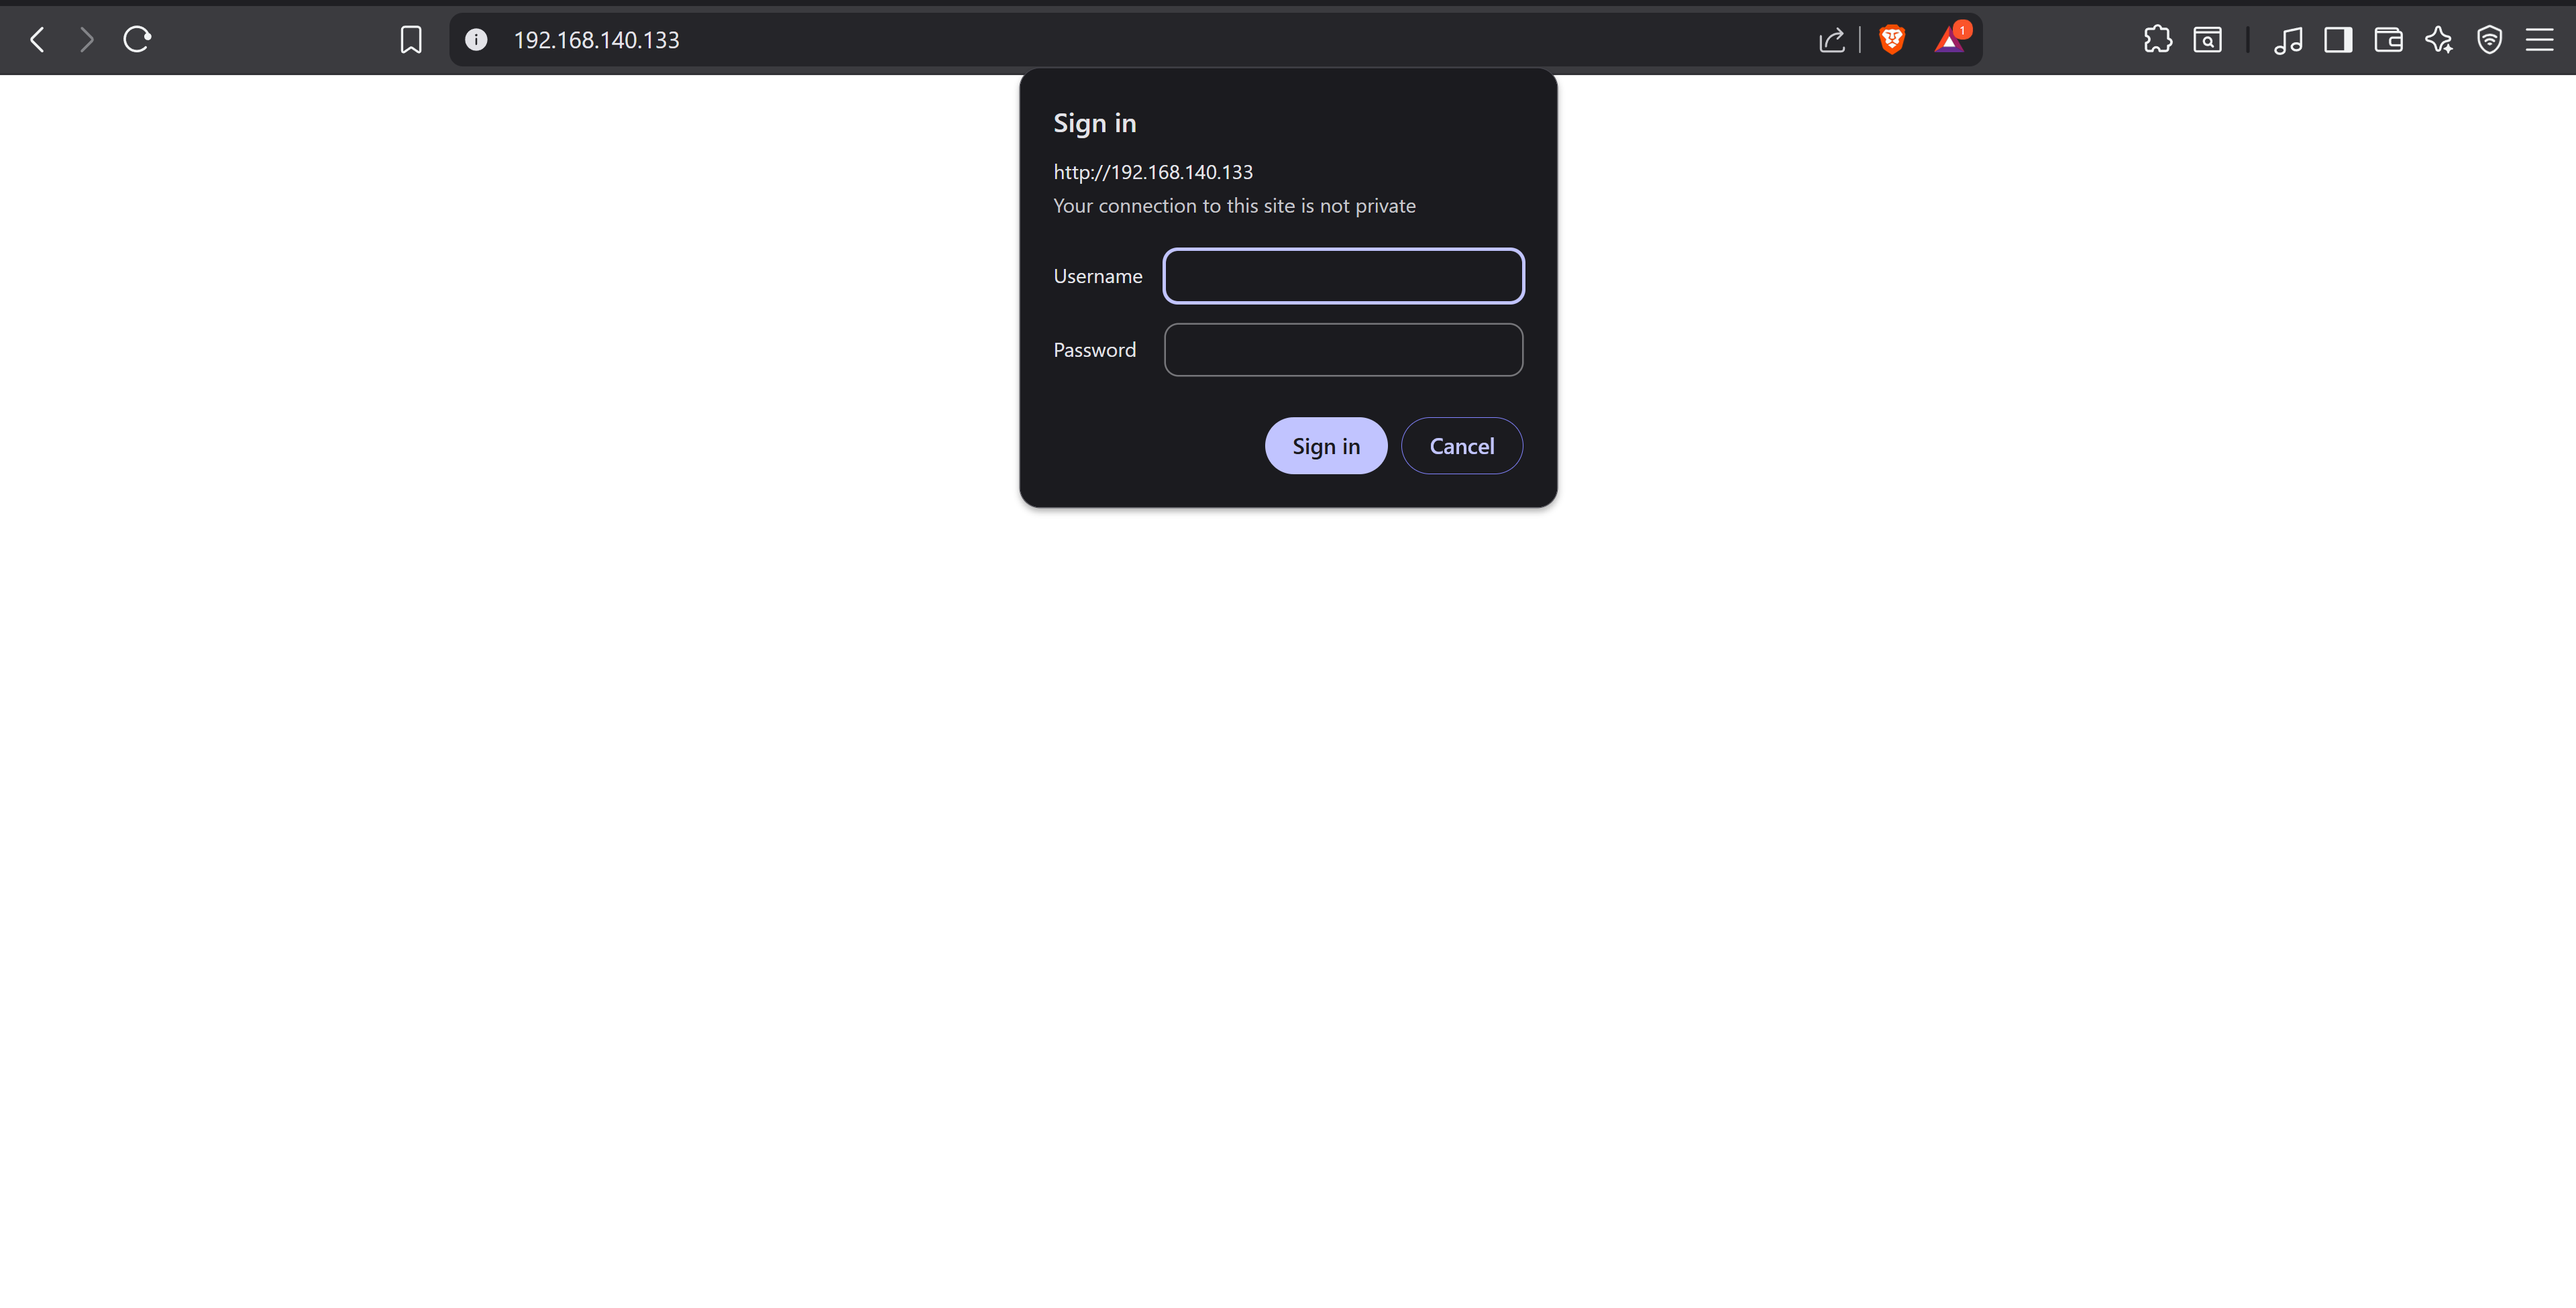 192.168.140.133
1
Sign in
http://192.168.140.133
Your connection to this site is not private
Username
Password
Sign in
Cancel